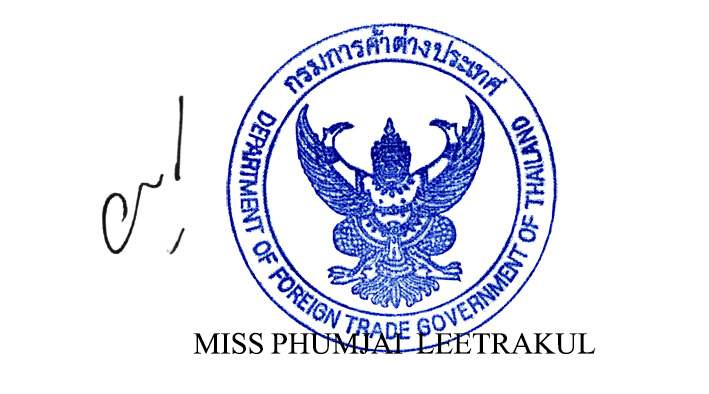 กรมการค้าต่างประเทศ
DEPARTMENT OF FOREIGN TRADE GOVERNMENT OF THAILAND
MISS PHUMJAI LEETRAKUL